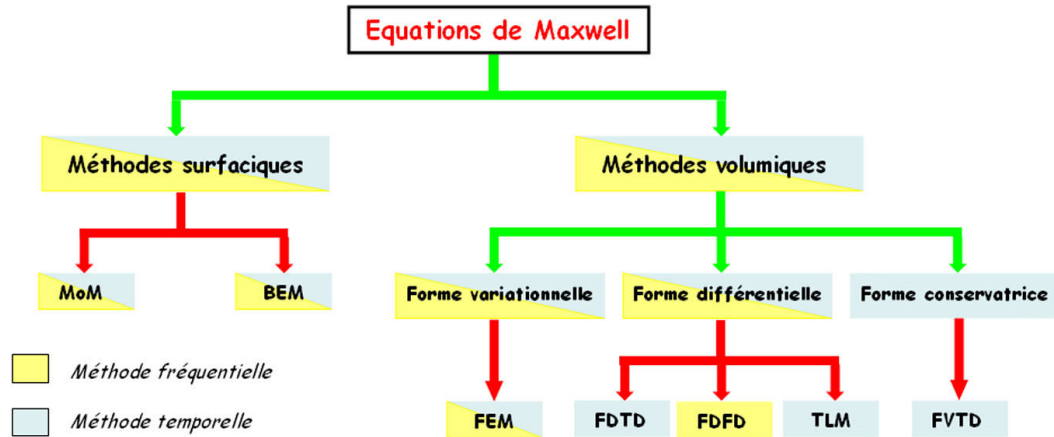 Equations de Maxwell
Méthodes surfaciques
Méthodes volumiques
MoM
BEM
Forme variationnelle
Forme différentielle
Forme conservatrice
Méthode fréquentielle
Méthode temporelle
FEM
FDTD
FDFD
TLM
FVTD